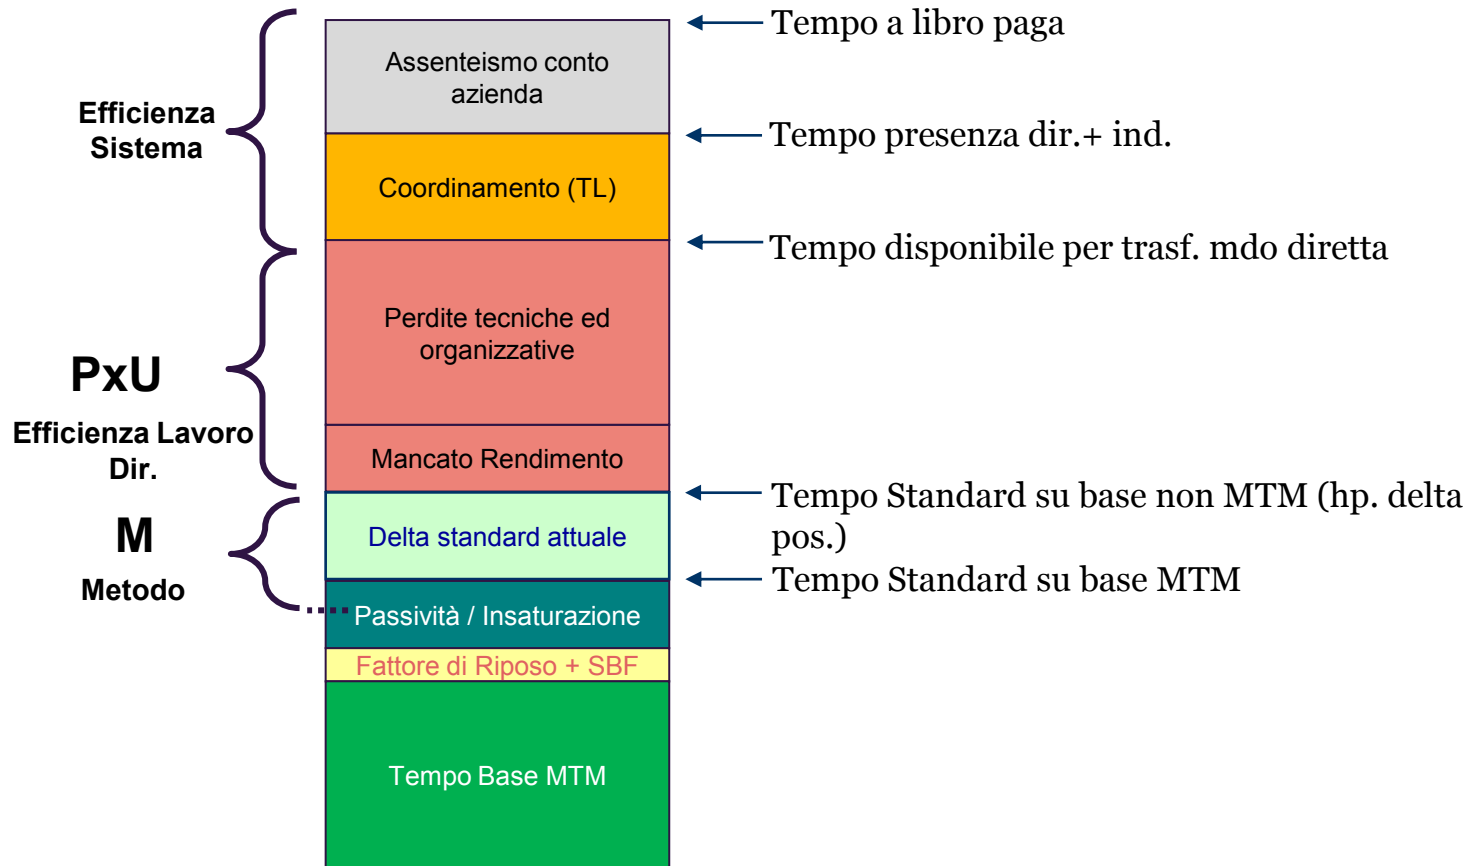 Tempo a libro paga
Assenteismo conto
azienda
Efficienza
Sistema
Tempo presenza dir.+ ind.
Coordinamento (TL)
Tempo disponibile per trasf. mdo diretta
Perdite tecniche ed
organizzative
PxU
Efficienza Lavoro
Dir.
Mancato Rendimento
Tempo Standard su base non MTM (hp. delta
pos.)
M
Metodo
Delta standard attuale
Tempo Standard su base MTM
Passività / Insaturazione
Fattore di Riposo + SBF
Tempo Base MTM